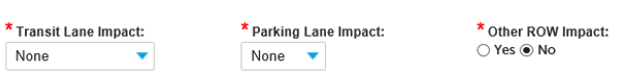 * Transit Lane Impact: * Parking Lane Impact: * Other ROW Impact:
None None Yes No